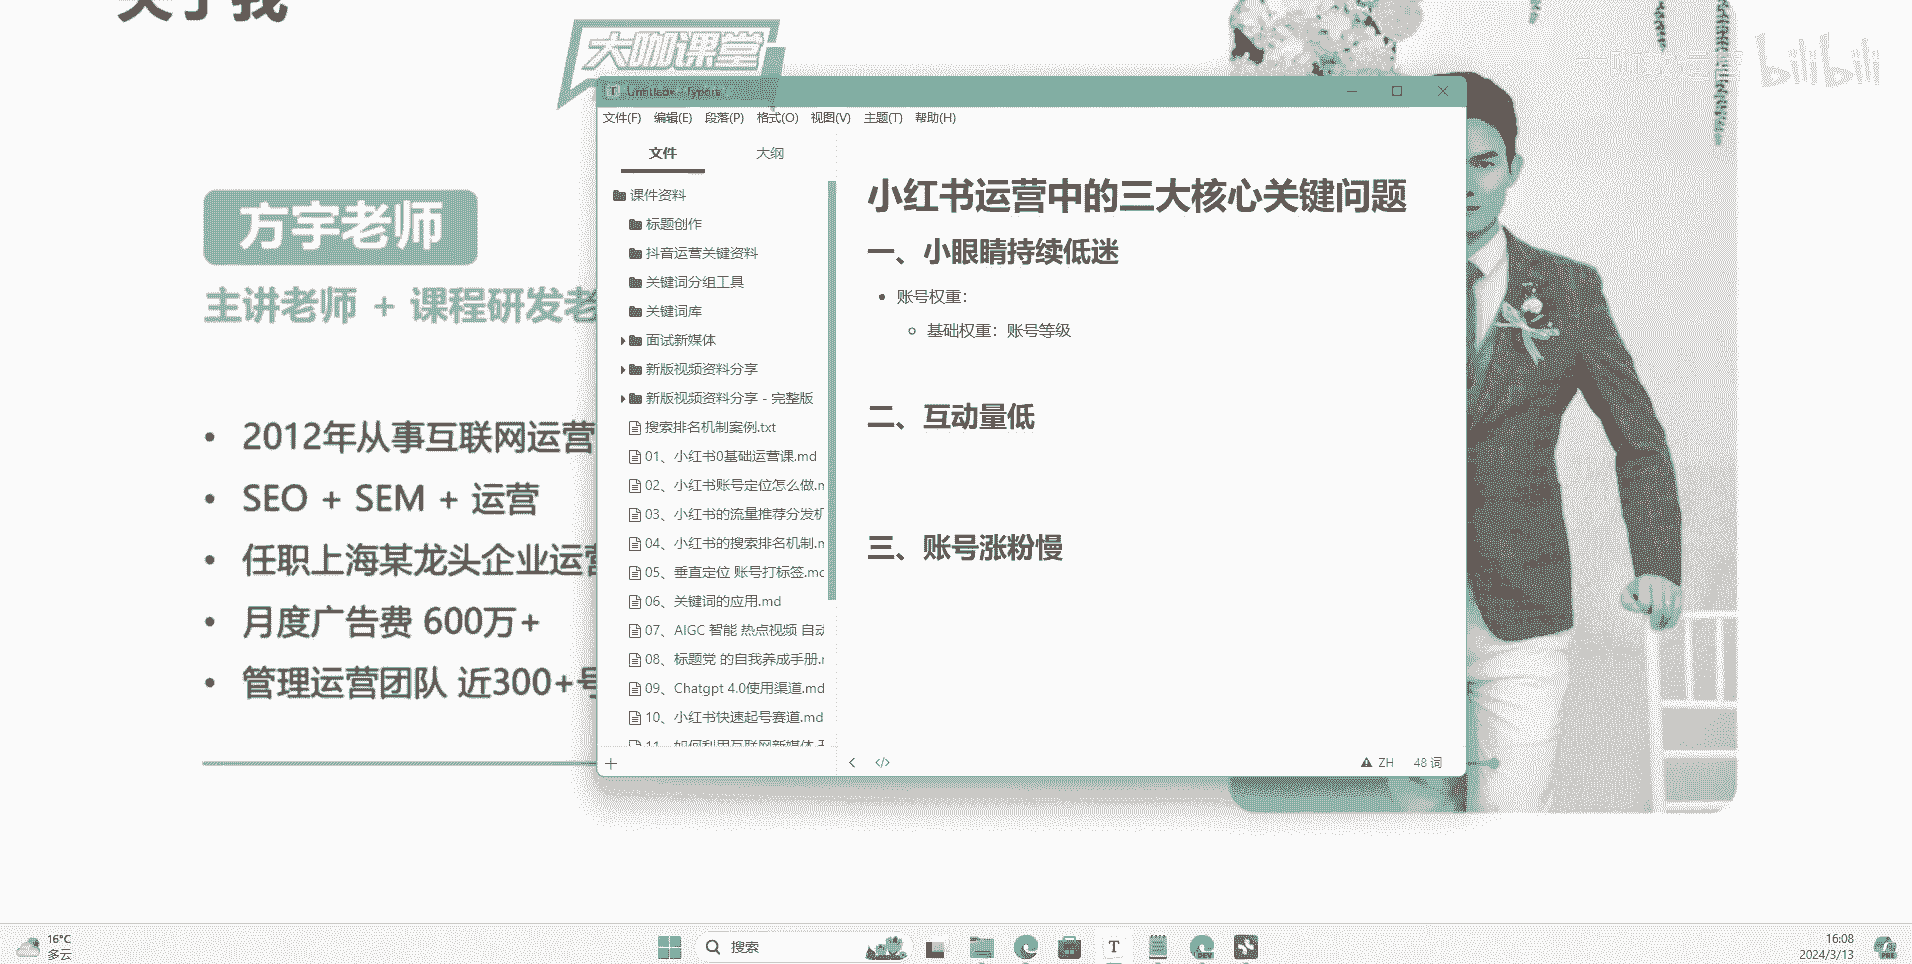 关于我
大咖课堂
bilibili
方宇老师
主讲老师 + 课程研发老
2012年从事互联网运营
SEO + SEM + 运营
任职上海某龙头企业运营
月度广告费 600万+
管理运营团队 近300+号
Untitled• - Typora
文件(F) 编辑(E) 段落(P) 格式(O) 视图(V) 主题(T) 帮助(H)
文件 大纲
课件资料
标题创作
抖音运营关键资料
关键词分组工具
关键词库
面试新媒体
新版视频资料分享
新版视频资料分享 - 完整版
搜索排名机制案例.txt
01、小红书0基础运营课.md
02、小红书账号定位怎么做.m
03、小红书的流量推荐分发机
04、小红书的搜索排名机制.m
05、垂直定位 账号打标签.md
06、关键词的应用.md
07、AIGC 智能 热点视频 自动
08、标题党 的自我养成手册.m
09、Chatgpt 4.0使用渠道.md
10、小红书快速起号赛道.md
11、如何利用互联网新媒体
小红书运营中的三大核心关键问题
一、小眼睛持续低迷
账号权重：
基础权重：账号等级
二、互动量低
三、账号涨粉慢
ZH 48 词
16°C
多云
搜索
T
DEV
16:08
2024/3/13
PRE